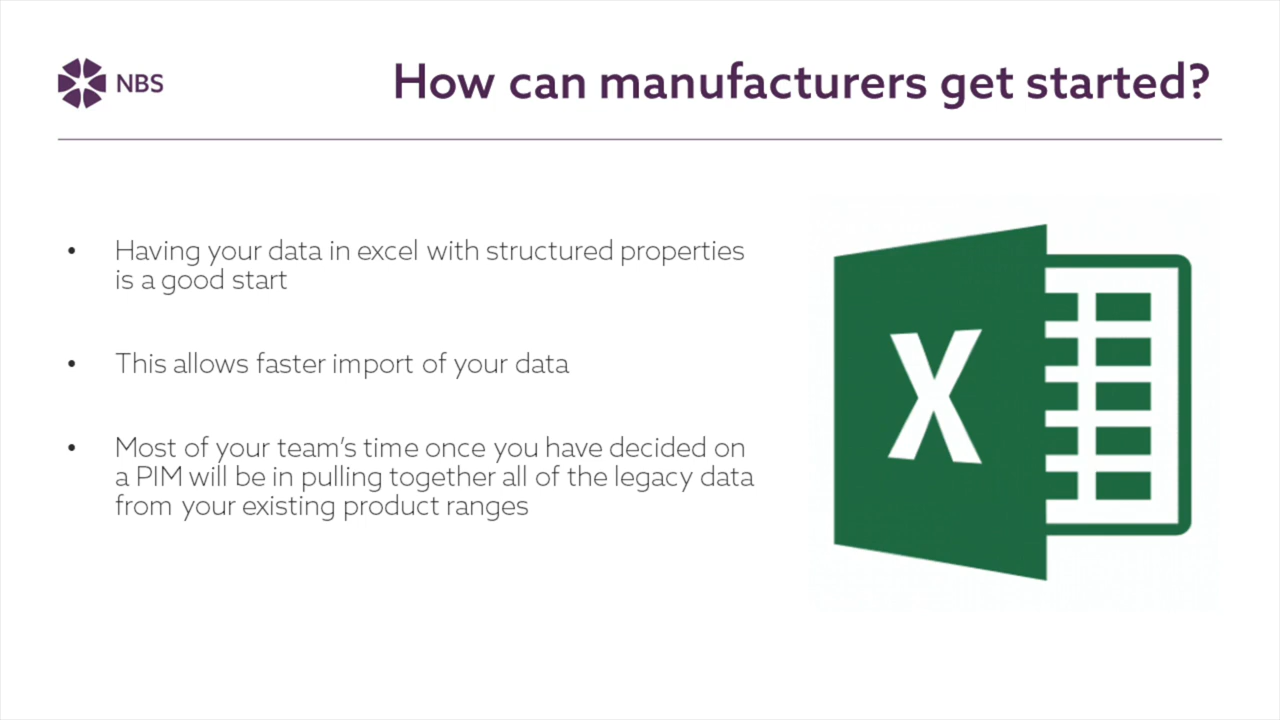 NBS
How can manufacturers get started?
• Having your data in excel with structured properties
is a good start
• This allows faster import of your data
• Most of your team's time once you have decided on
a PIM will be in pulling together all of the legacy data
from your existing product ranges
X